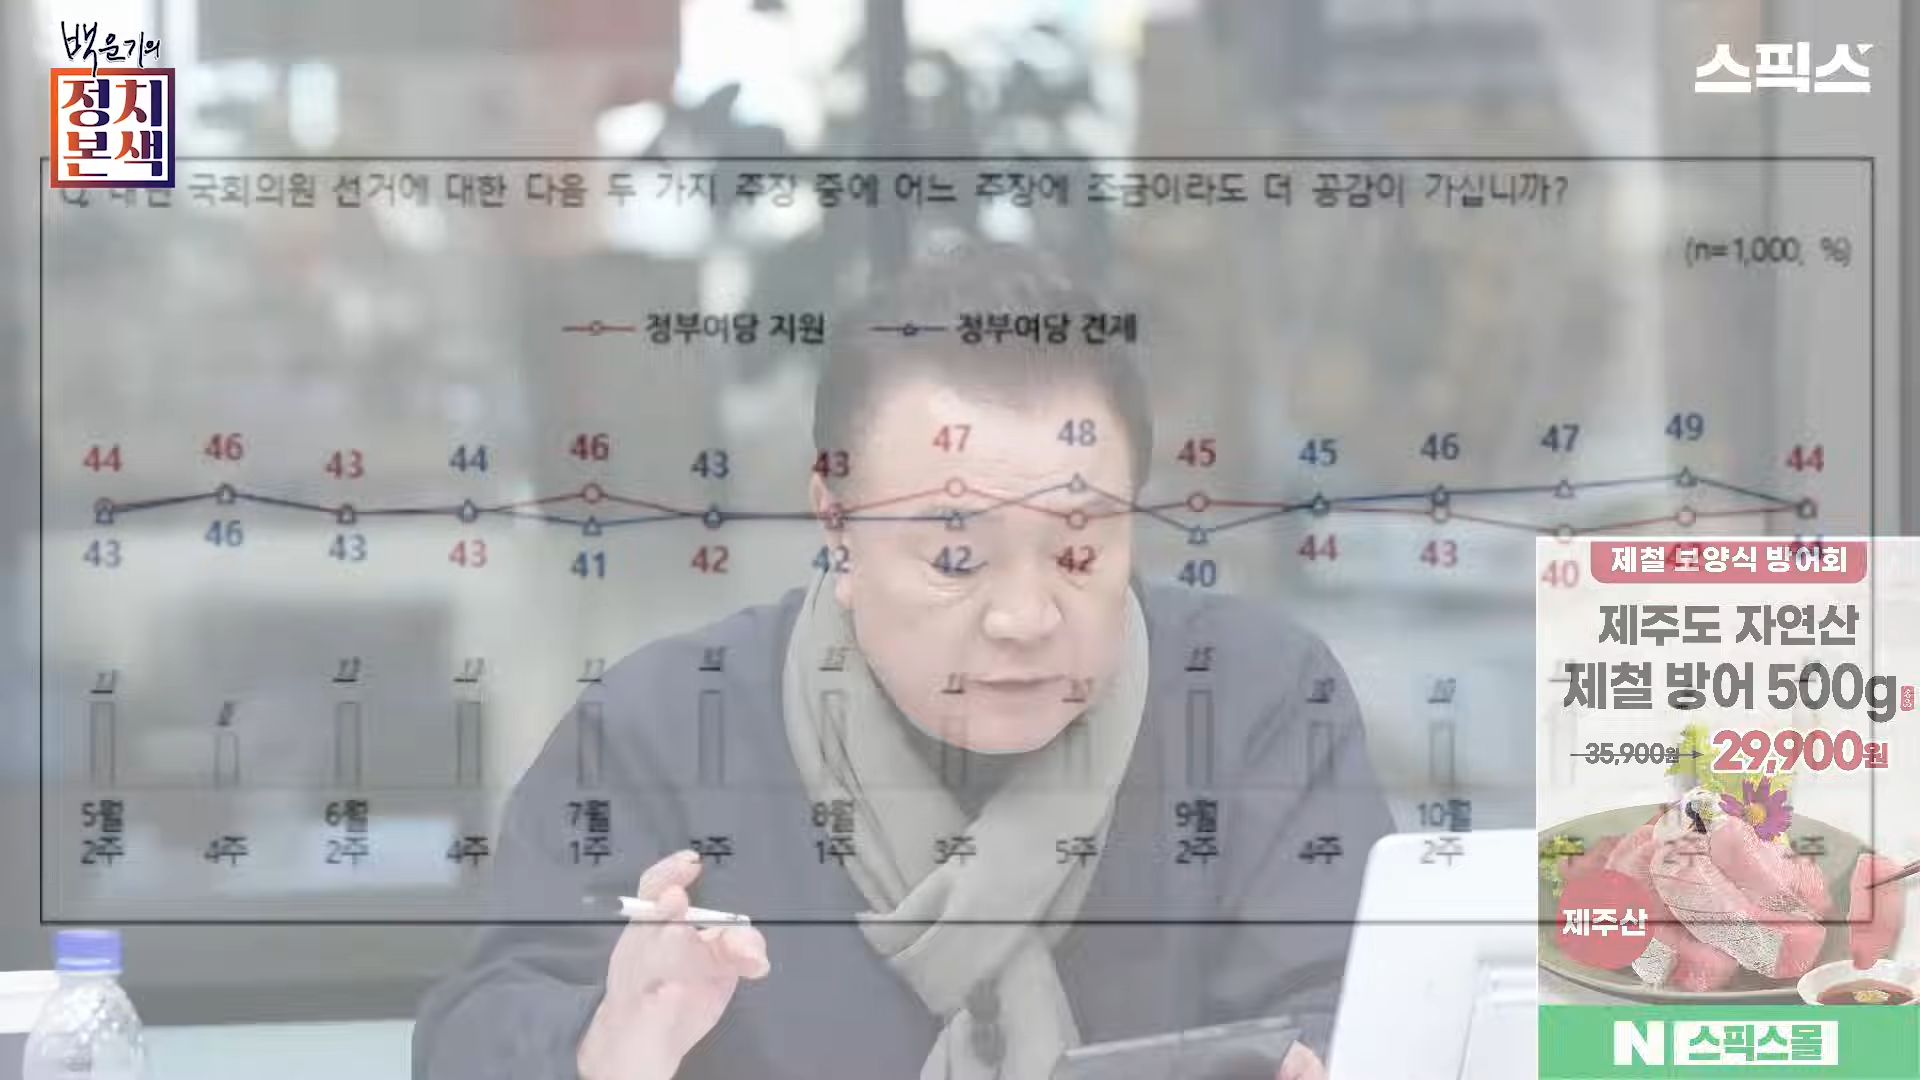 백운기의
정치
본색
스픽스
국회의원 선거에 대한 다음 두 가지 주장 중에 어느 주장에 조금이라도 더 공감이 가십니까?
(n=1,000, %)
정부여당 지원 정부여당 견제
44 46 43 44 46 43 43 47 48 45 45 46 47 49 44
43 46 43 43 41 42 42 42 42 40 44 43 40
13 15 15 15 10 10
5월 6월 7월 8월 9월 10월
2주 4주 2주 4주 1주 3주 1주 3주 5주 2주 4주 2주
제철 보양식 방어회
제주도 자연산
제철 방어 500g
35,900원 29,900원
제주산
N 스픽스몰